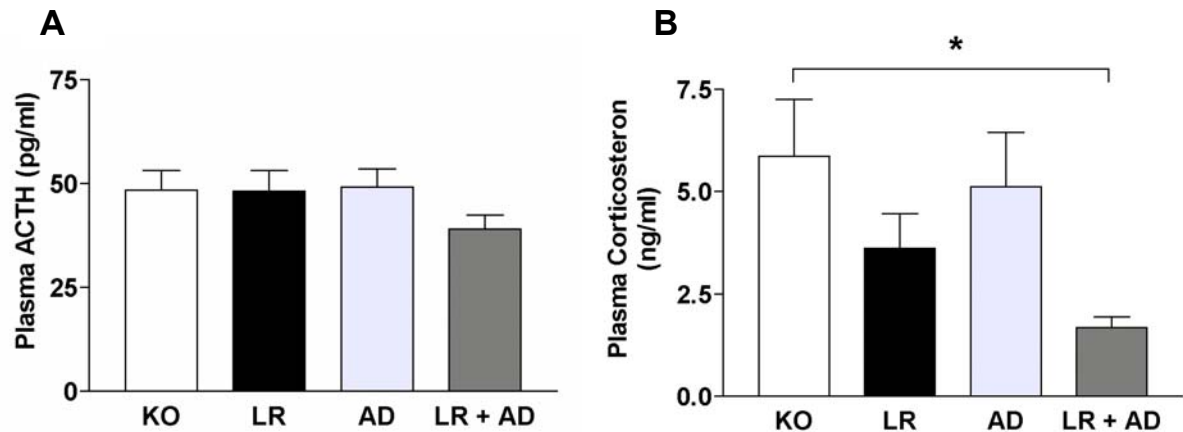 A
Plasma ACTH (pg/ml)
75
50
25
0
KO LR AD LR + AD
B
*
Plasma Corticosteron
(ng/ml)
7.5
5.0
2.5
0.0
KO LR AD LR + AD